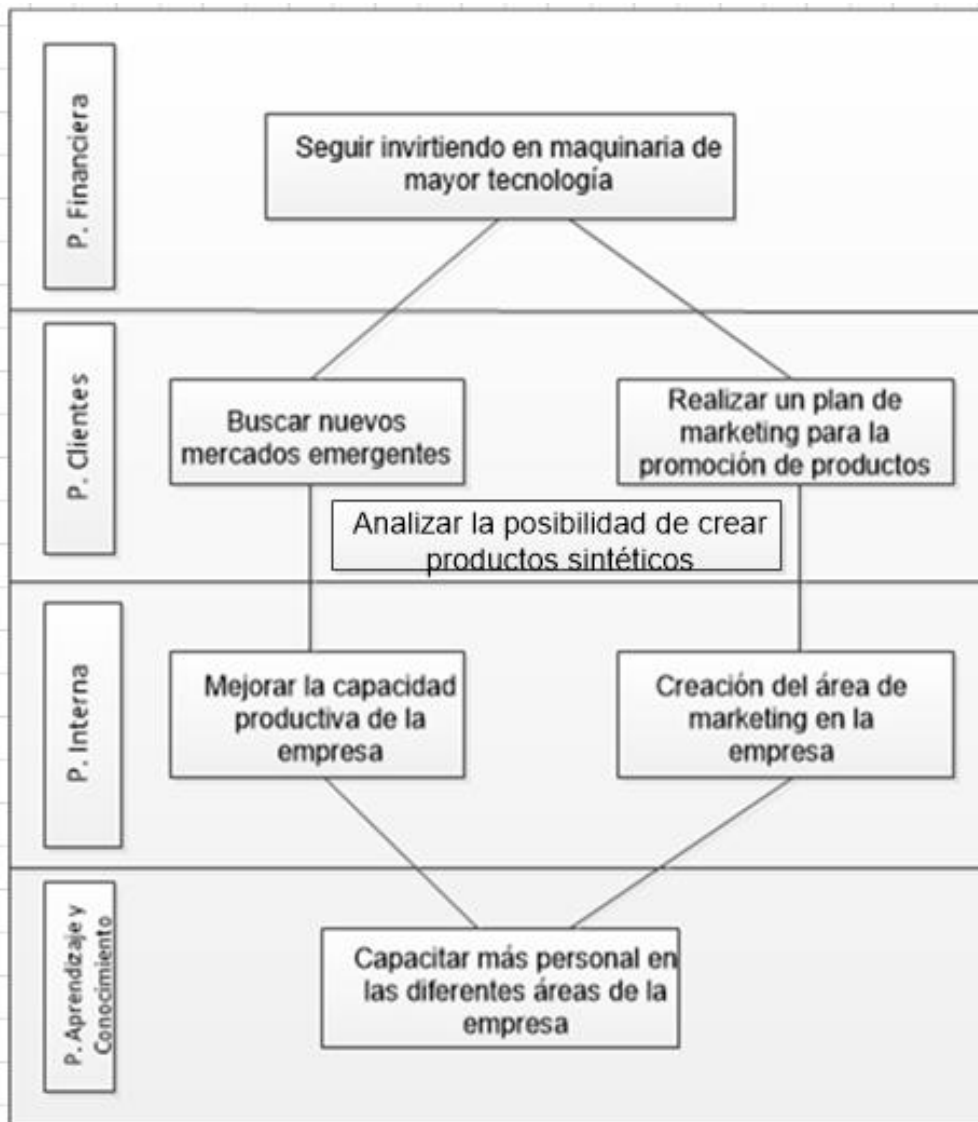 P. Financiera
Seguir invirtiendo en maquinaria de
mayor tecnología
P. Clientes
Buscar nuevos
mercados emergentes
Realizar un plan de
marketing para la
promoción de productos
Analizar la posibilidad de crear
productos sintéticos
P. Interna
Mejorar la capacidad
productiva de la
empresa
Creación del área de
marketing en la
empresa
P. Aprendizaje y
Conocimiento
Capacitar más personal en
las diferentes áreas de la
empresa